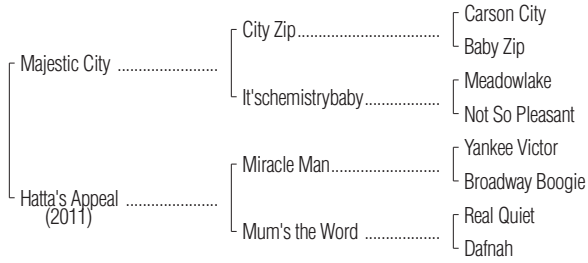 City Zip
Carson City
Baby Zip
Majestic City
It'schemistrybaby
Meadowlake
Not So Pleasant
Miracle Man
Yankee Victor
Broadway Boogie
Hatta's Appeal
(2011)
Mum's the Word
Real Quiet
Dafnah